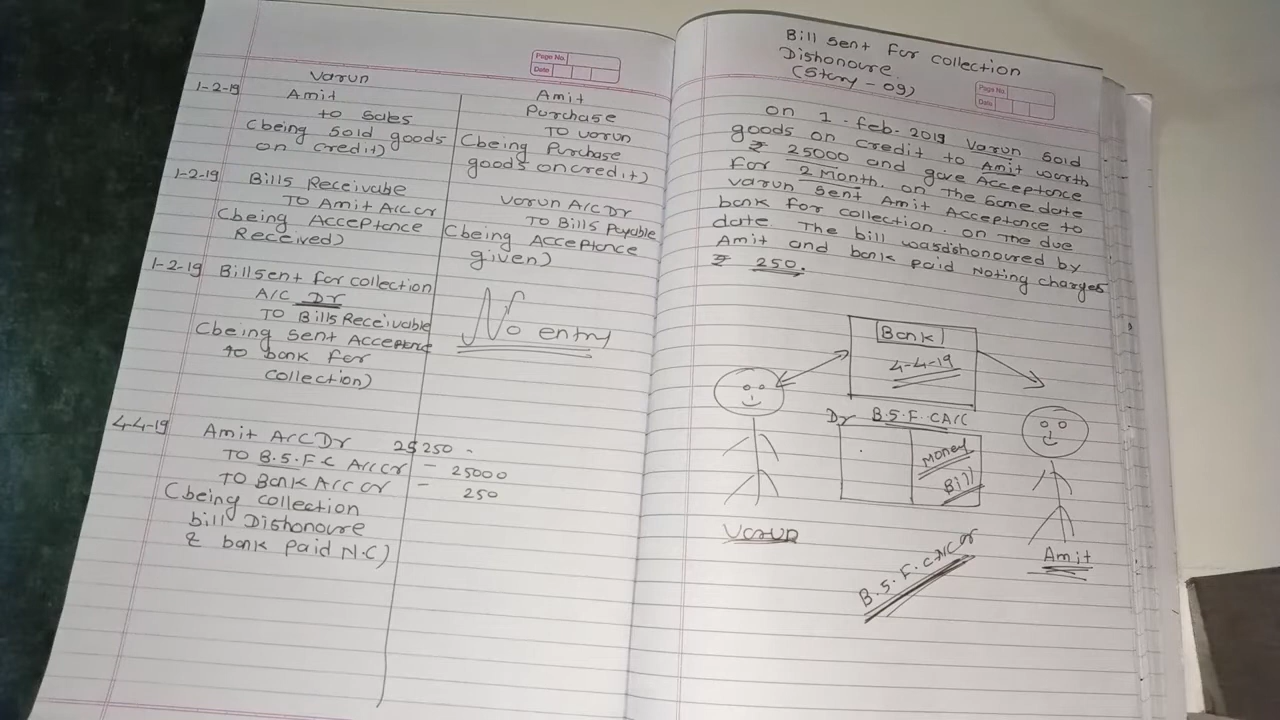 Varun
Page No.
Date
1-2-19
Amit
to sales
(being sold goods
on credit)
Amit
Purchase
TO varun
(being Purchase
goods on credit)
1-2-19
Bills Receivabe
TO Amit A/C cr
(being Acceptance
Received)
varun A/C Dr
TO Bills Payable
(being Acceptance
given)
1-2-19
Bill sent for collection
A/C Dr
TO Bills Receivable
(being sent Acceptance
to bank for
collection)
No entry
4-4-19
Amit A/C Dr 25250
TO B.S.F.C A/C cr - 25000
TO Bank A/C cr - 250
(being collection
bill Dishonoure
& bank paid N.C)
Bill sent for collection
Dishonoure
(Story - 09)
Page No.
Date
on 1. feb. 2019 Varun sold
goods on credit to Amit worth
₹ 25000 and gave Acceptance
for 2 Month. on The same date
varun sent Amit Acceptance to
bank for collection. on The due
date. The bill was dishonoured by
Amit and bank paid Noting charges
₹ 250.
Bank
4-4-19
Dr B.S.F.C A/C
Money
Bill
Varun
Amit
B.S.F.C A/C cr